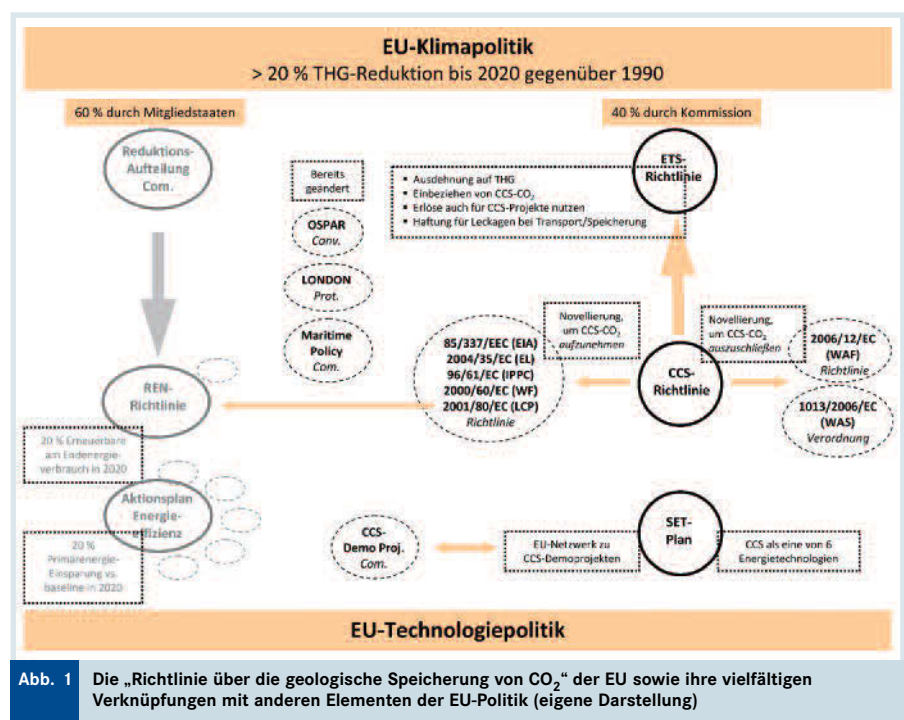 EU-Klimapolitik
> 20 % THG-Reduktion bis 2020 gegenüber 1990
60 % durch Mitgliedstaaten
40 % durch Kommission
Reduktions-
Aufteilung
Com.
Bereits
geändert
OSPAR
Conv.
LONDON
Prot.
Maritime
Policy
Com.
▪ Ausdehnung auf THG
▪ Einbeziehen von CCS-CO₂
▪ Erlöse auch für CCS-Projekte nutzen
▪ Haftung für Leckagen bei Transport/Speicherung
ETS-
Richtlinie
Novellierung,
um CCS-CO₂
aufzunehmen
Novellierung,
um CCS-CO₂
auszuschließen
85/337/EEC (EIA)
2004/35/EC (EL)
96/61/EC (IPPC)
2000/60/EC (WF)
2001/80/EC (LCP)
Richtlinie
CCS-
Richtlinie
2006/12/EC
(WAF)
Richtlinie
1013/2006/EC
(WAS)
Verordnung
REN-
Richtlinie
20 % Erneuerbare
am Endenergie-
verbrauch in 2020
Aktionsplan
Energie-
effizienz
20 %
Primärenergie-
Einsparung vs.
baseline in 2020
CCS-
Demo Proj.
Com.
EU-Netzwerk zu
CCS-Demoprojekten
SET-
Plan
CCS als eine von 6
Energietechnologien
EU-Technologiepolitik
Abb. 1 Die „Richtlinie über die geologische Speicherung von CO₂“ der EU sowie ihre vielfältigen
Verknüpfungen mit anderen Elementen der EU-Politik (eigene Darstellung)